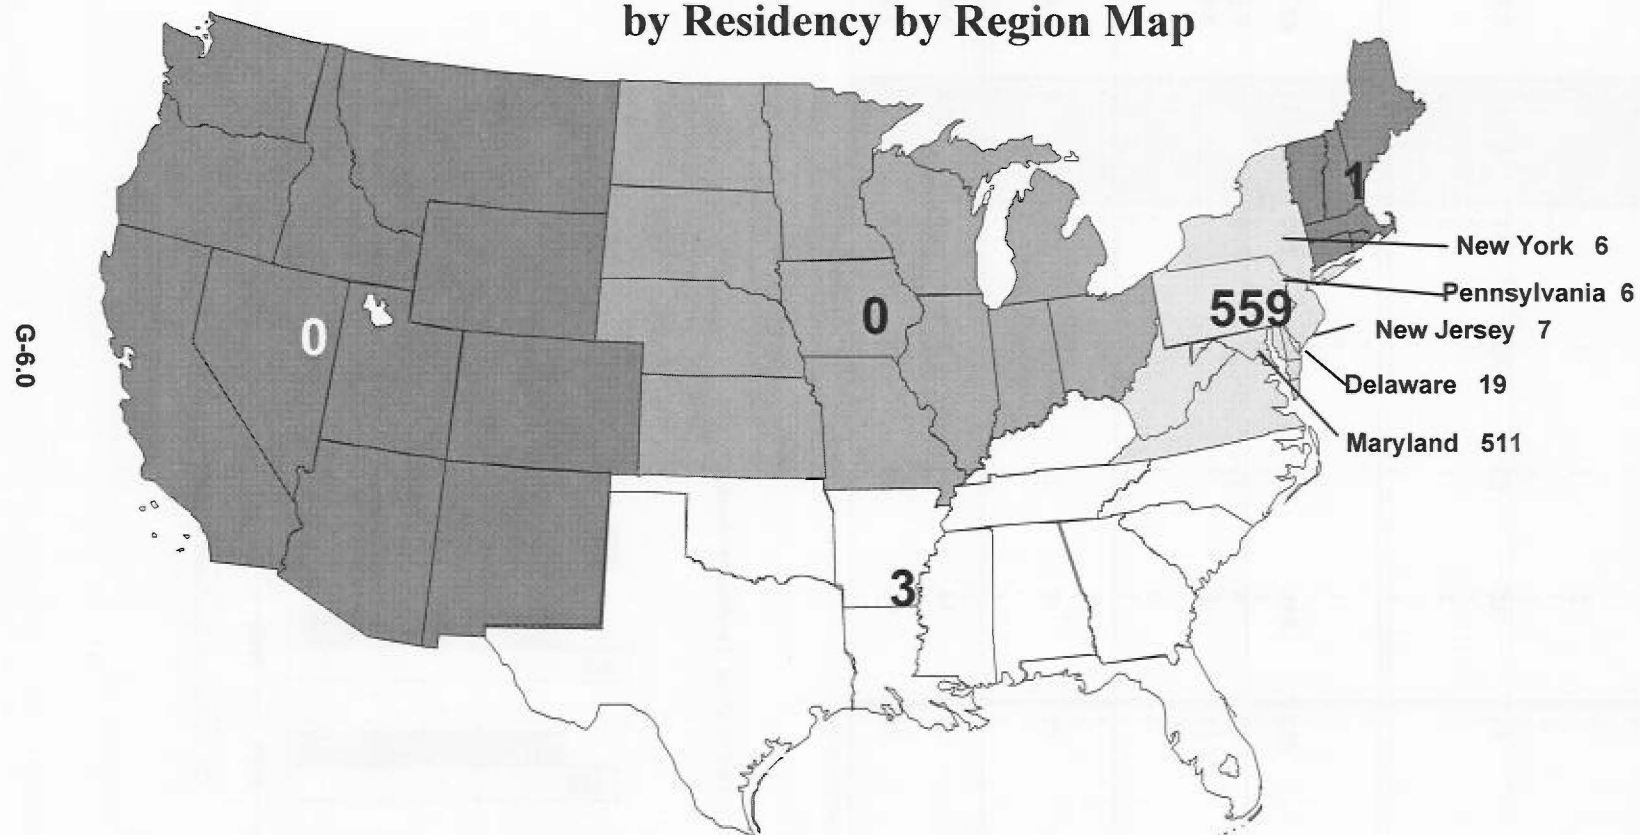 by Residency by Region Map
1
New York 6
Pennsylvania 6
559
New Jersey 7
0
0
G-6.0
Delaware 19
Maryland 511
3